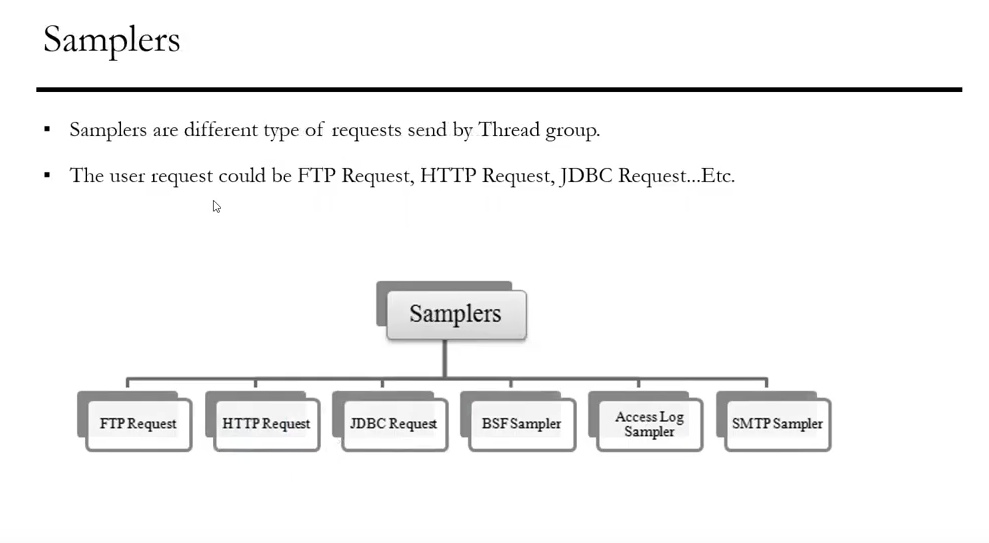 Samplers
▪ Samplers are different type of requests send by Thread group.
▪ The user request could be FTP Request, HTTP Request, JDBC Request...Etc.
Samplers
FTP Request
HTTP Request
JDBC Request
BSF Sampler
Access Log
Sampler
SMTP Sampler